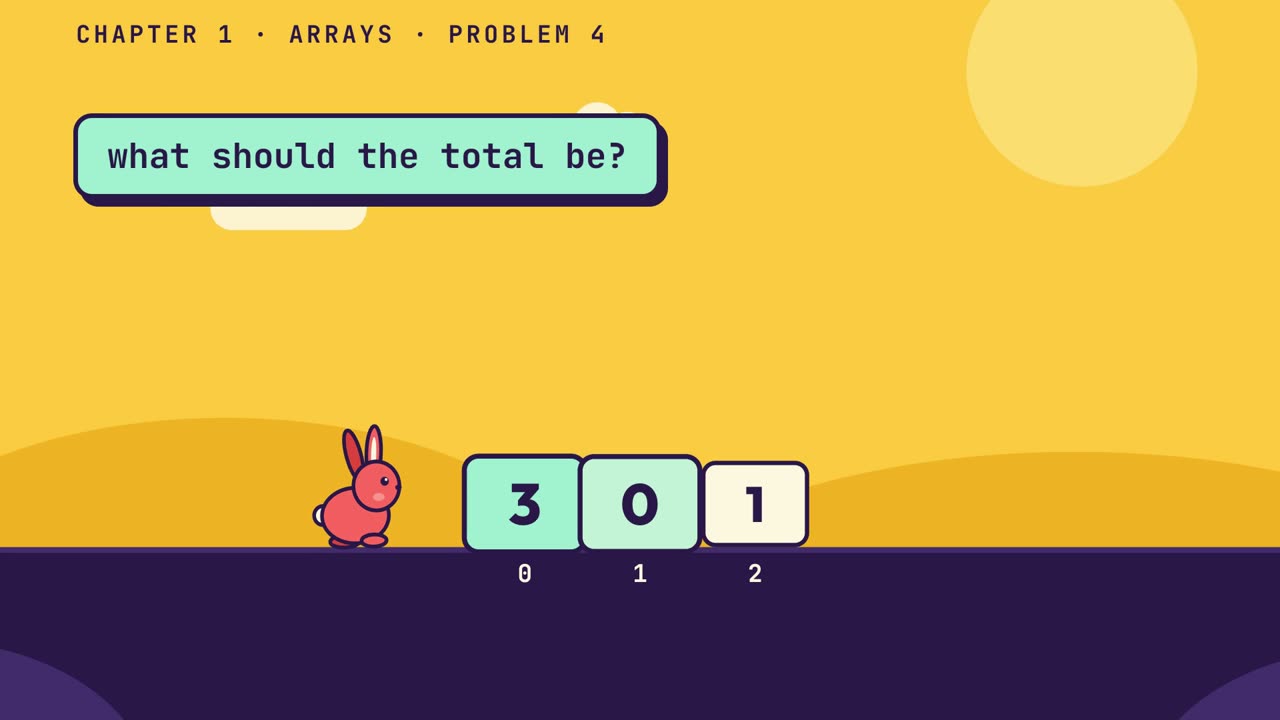 CHAPTER 1 · ARRAYS · PROBLEM 4
what should the total be?
3 0 1
0 1 2